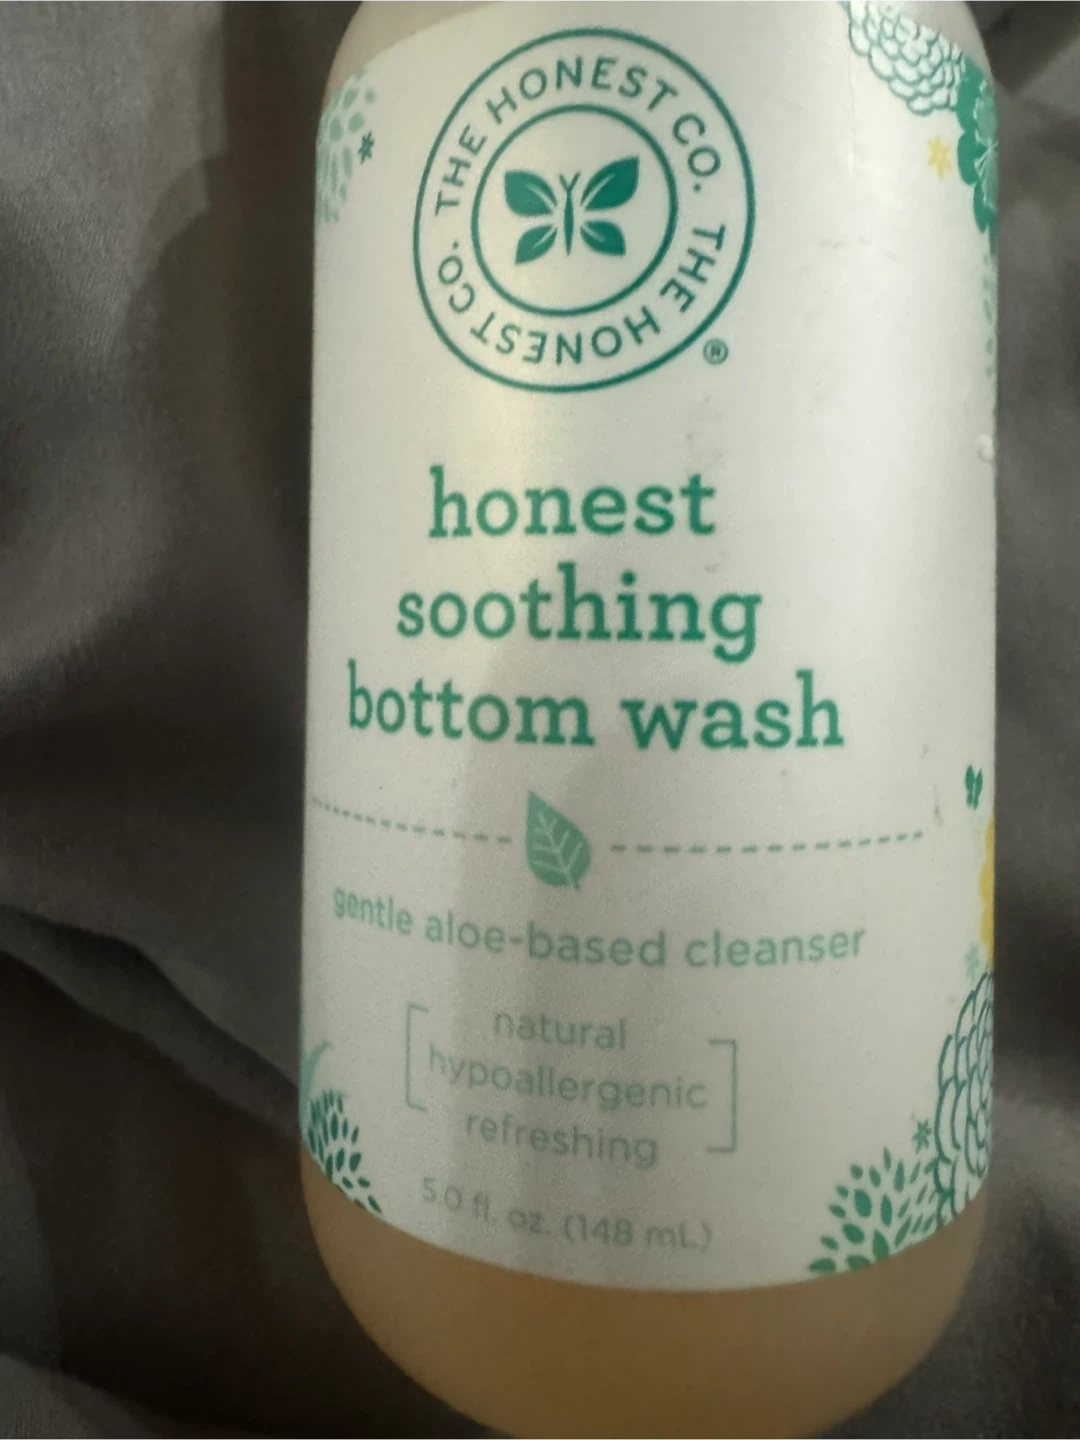 THE HONEST CO. THE HONEST CO.
®
honest
soothing
bottom wash
gentle aloe-based cleanser
natural
hypoallergenic
refreshing
5.0 fl. oz. (148 mL)